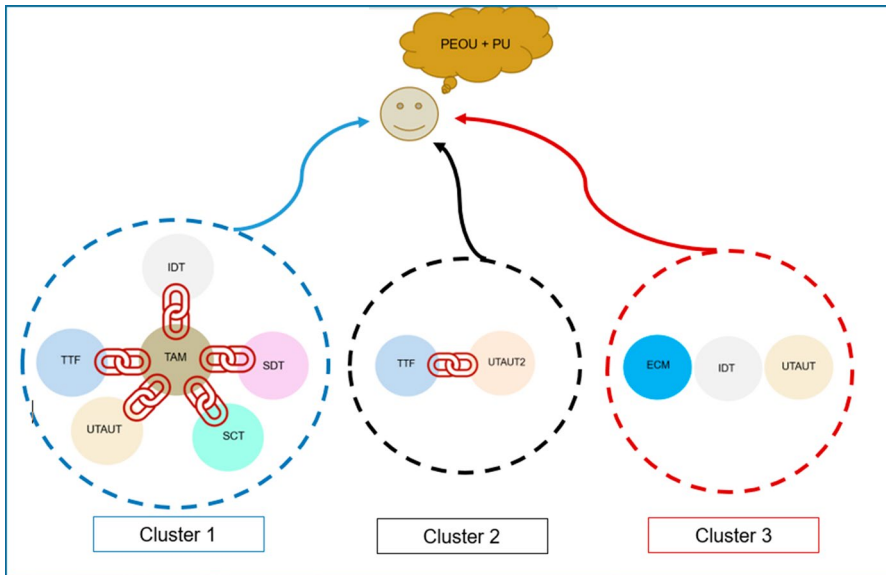 PEOU + PU
IDT
TTF
TAM
SDT
UTAUT
SCT
TTF
UTAUT2
ECM
IDT
UTAUT
Cluster 1
Cluster 2
Cluster 3